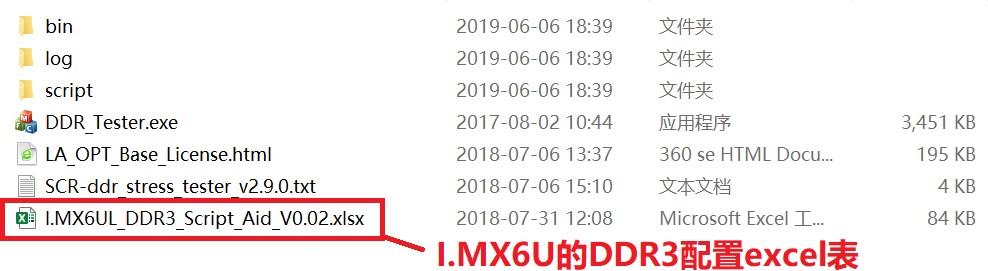 bin 2019-06-06 18:39 文件夹
log 2019-06-06 18:39 文件夹
script 2019-06-06 18:39 文件夹
DDR_Tester.exe 2017-08-02 10:44 应用程序 3,451 KB
LA_OPT_Base_License.html 2018-07-06 13:37 360 se HTML Docu... 195 KB
SCR-ddr_stress_tester_v2.9.0.txt 2018-07-06 15:10 文本文档 4 KB
I.MX6UL_DDR3_Script_Aid_V0.02.xlsx 2018-07-31 12:08 Microsoft Excel 工... 84 KB
I.MX6U的DDR3配置excel表